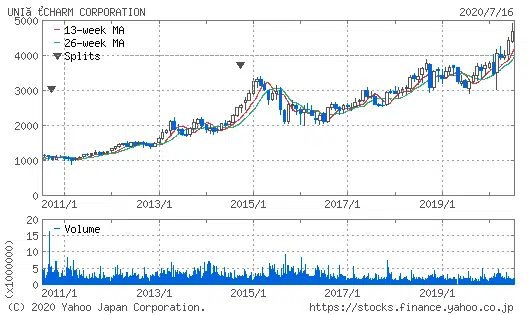 CHARM CORPORATION 2020/7/16
5000
13-week MA
26-week MA
Splits
4000
3000
2000
1000
0
2011/1 2013/1 2015/1 2017/1 2019/1
20
Volume
15
10
5
0
(x1000000)
2011/1 2013/1 2015/1 2017/1 2019/1
(C) 2020 Yahoo Japan Corporation. https://stocks.finance.yahoo.co.jp/